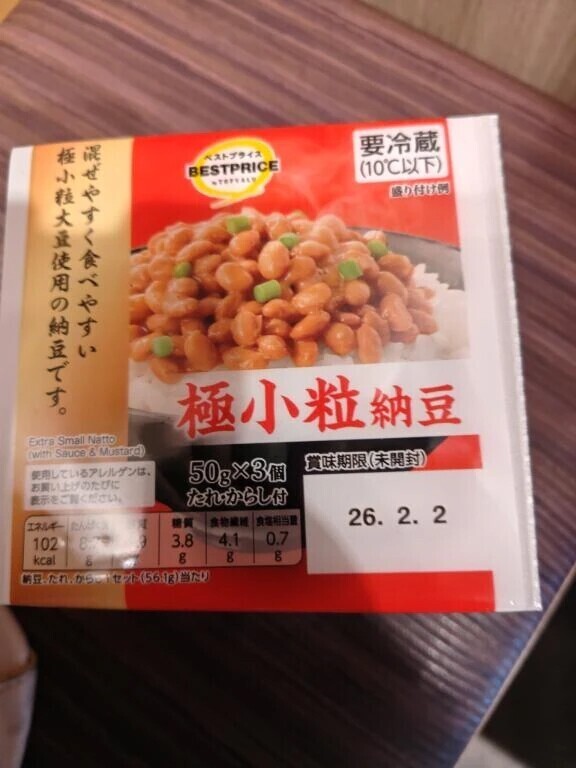 ベストプライス
BESTPRICE
by TOPVALU
要冷蔵
(10℃以下)
盛り付け例
混ぜやすく食べやすい
極小粒大豆使用の納豆です。
極小粒納豆
Extra Small Natto
(with Sauce & Mustard)
使用しているアレルゲンは、
お買い上げのたびに
表示をご覧ください。
50g×3個
たれ・からし付
賞味期限(未開封)
26. 2. 2
エネルギー 糖質 食物繊維 食塩相当量
102 3.8 4.1 0.7
kcal g g g
納豆、たれ、からし1セット(56.1g)当たり